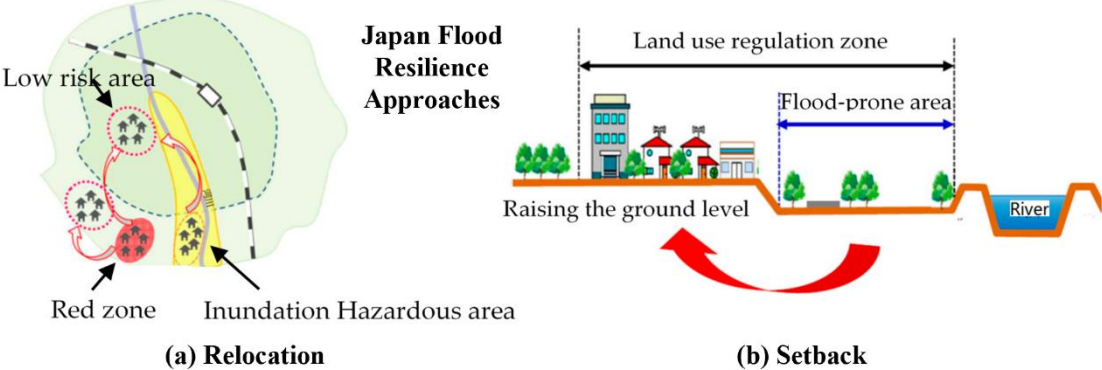 Japan Flood
Resilience
Approaches
Low risk area
Red zone
Inundation Hazardous area
(a) Relocation
Land use regulation zone
Flood-prone area
Raising the ground level
River
(b) Setback